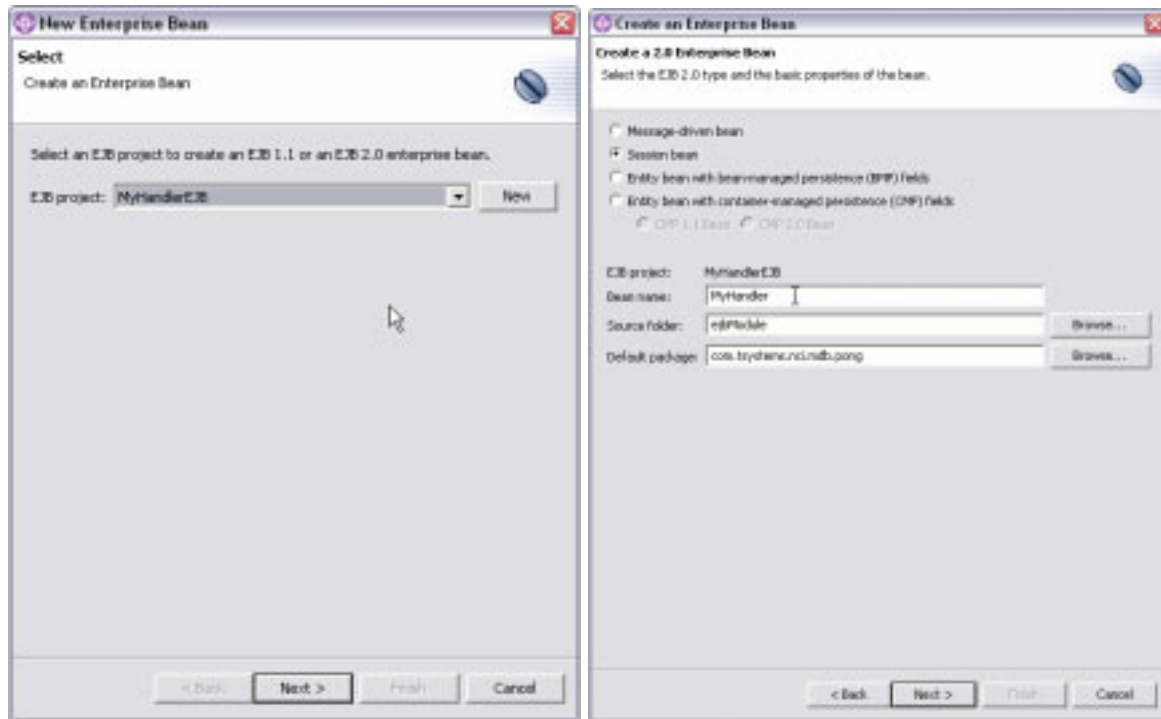 New Enterprise Bean
Select
Create an Enterprise Bean
Select an EJB project to create an EJB 1.1 or an EJB 2.0 enterprise bean.
EJB project: MyHandlerEJB New
< Back Next > Finish Cancel
Create an Enterprise Bean
Create a 2.0 Enterprise Bean
Select the EJB 2.0 type and the basic properties of the bean.
Message-driven bean
Session bean
Entity bean with bean-managed persistence (BMP) fields
Entity bean with container-managed persistence (CMP) fields
CMP 1.1 Bean CMP 2.0 Bean
EJB project: MyHandlerEJB
Bean name: MyHandler
Source folder: ejbModule Browse...
Default package: com.tsystems.nci.mdb.pong Browse...
< Back Next > Finish Cancel